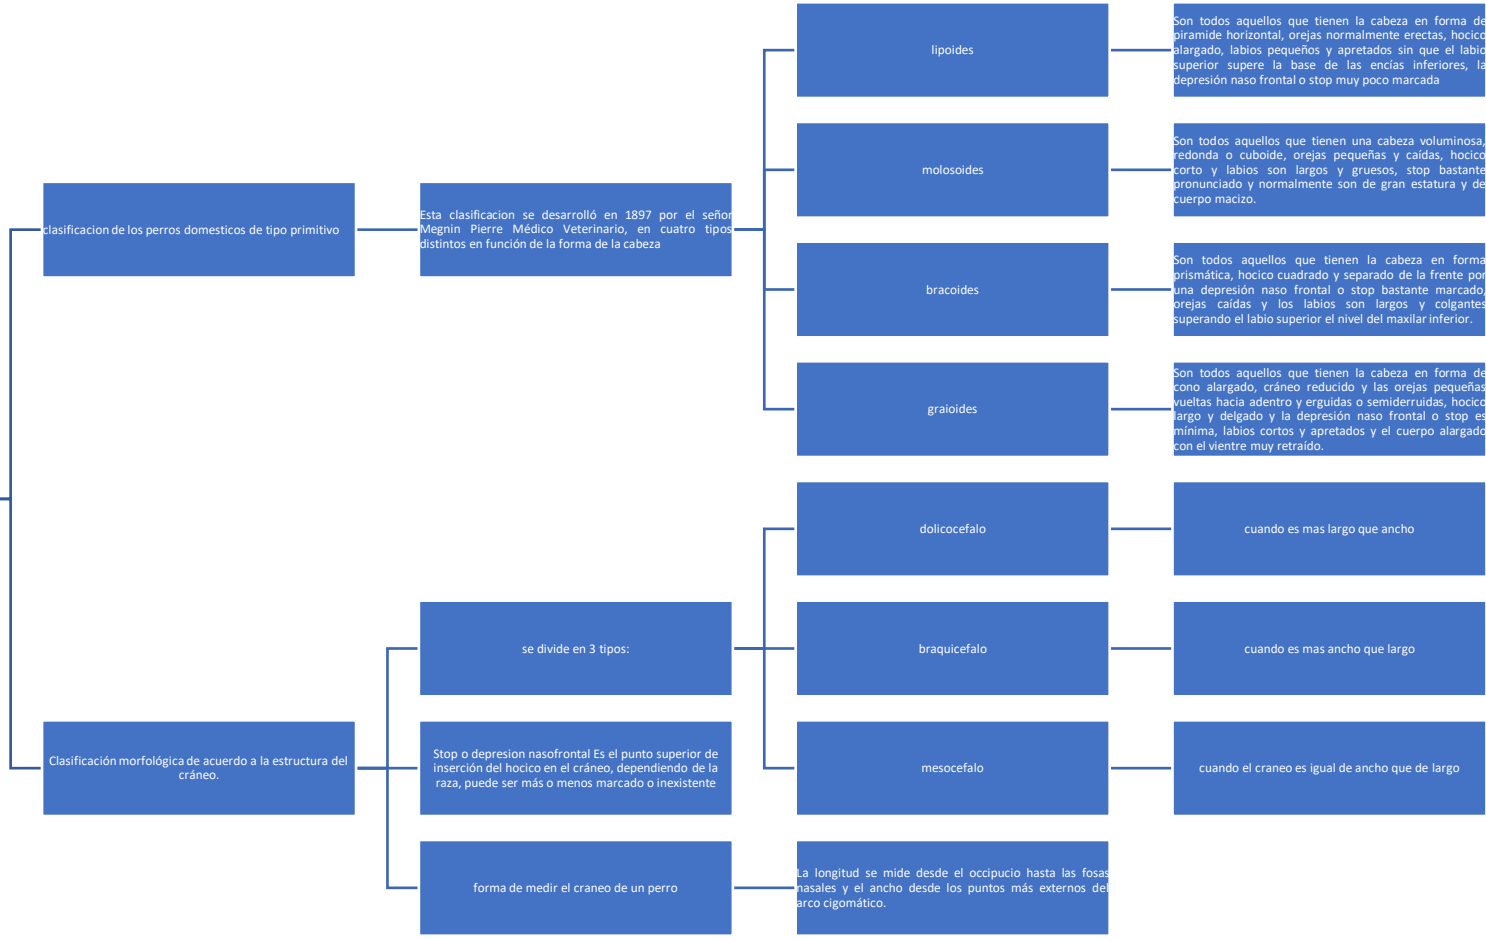 clasificacion de los perros domesticos de tipo primitivo
Esta clasificacion se desarrolló en 1897 por el señor
Megnin Pierre Médico Veterinario, en cuatro tipos
distintos en función de la forma de la cabeza
lipoides
Son todos aquellos que tienen la cabeza en forma de
piramide horizontal, orejas normalmente erectas, hocico
alargado, labios pequeños y apretados sin que el labio
superior supere la base de las encías inferiores, la
depresión naso frontal o stop muy poco marcada
molosoides
Son todos aquellos que tienen una cabeza voluminosa,
redonda o cuboide, orejas pequeñas y caídas, hocico
corto y labios son largos y gruesos, stop bastante
pronunciado y normalmente son de gran estatura y de
cuerpo macizo.
bracoides
Son todos aquellos que tienen la cabeza en forma
prismática, hocico cuadrado y separado de la frente por
una depresión naso frontal o stop bastante marcado,
orejas caídas y los labios son largos y colgantes
superando el labio superior el nivel del maxilar inferior.
graioides
Son todos aquellos que tienen la cabeza en forma de
cono alargado, cráneo reducido y las orejas pequeñas
vueltas hacia adentro y erguidas o semiderruidas, hocico
largo y delgado y la depresión naso frontal o stop es
mínima, labios cortos y apretados y el cuerpo alargado
con el vientre muy retraído.
Clasificación morfológica de acuerdo a la estructura del
cráneo.
se divide en 3 tipos:
dolicocefalo
cuando es mas largo que ancho
braquicefalo
cuando es mas ancho que largo
mesocefalo
cuando el craneo es igual de ancho que de largo
Stop o depresion nasofrontal Es el punto superior de
inserción del hocico en el cráneo, dependiendo de la
raza, puede ser más o menos marcado o inexistente
forma de medir el craneo de un perro
La longitud se mide desde el occipucio hasta las fosas
nasales y el ancho desde los puntos más externos del
arco cigomático.